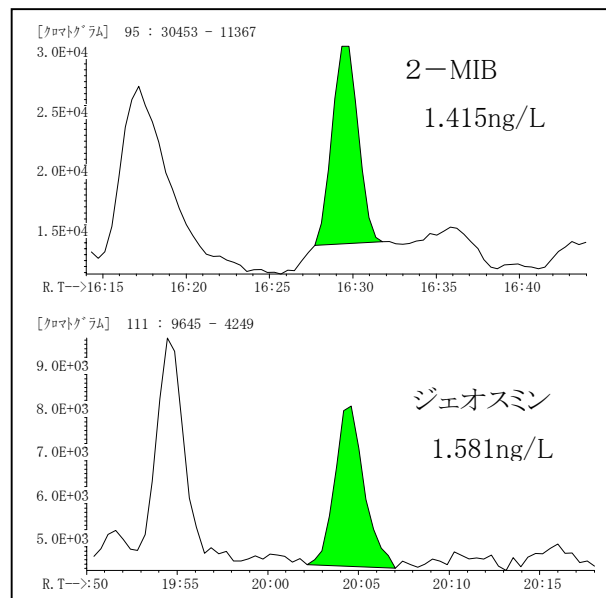 [ｸﾛﾏﾄｸﾞﾗﾑ] 95 : 30453 - 11367
3.0E+04
2－MIB
1.415ng/L
2.5E+04
2.0E+04
1.5E+04
R.T-->16:15 16:20 16:25 16:30 16:35 16:40
[ｸﾛﾏﾄｸﾞﾗﾑ] 111 : 9645 - 4249
9.0E+03
ジェオスミン
8.0E+03
1.581ng/L
7.0E+03
6.0E+03
5.0E+03
R.T-->:50 19:55 20:00 20:05 20:10 20:15